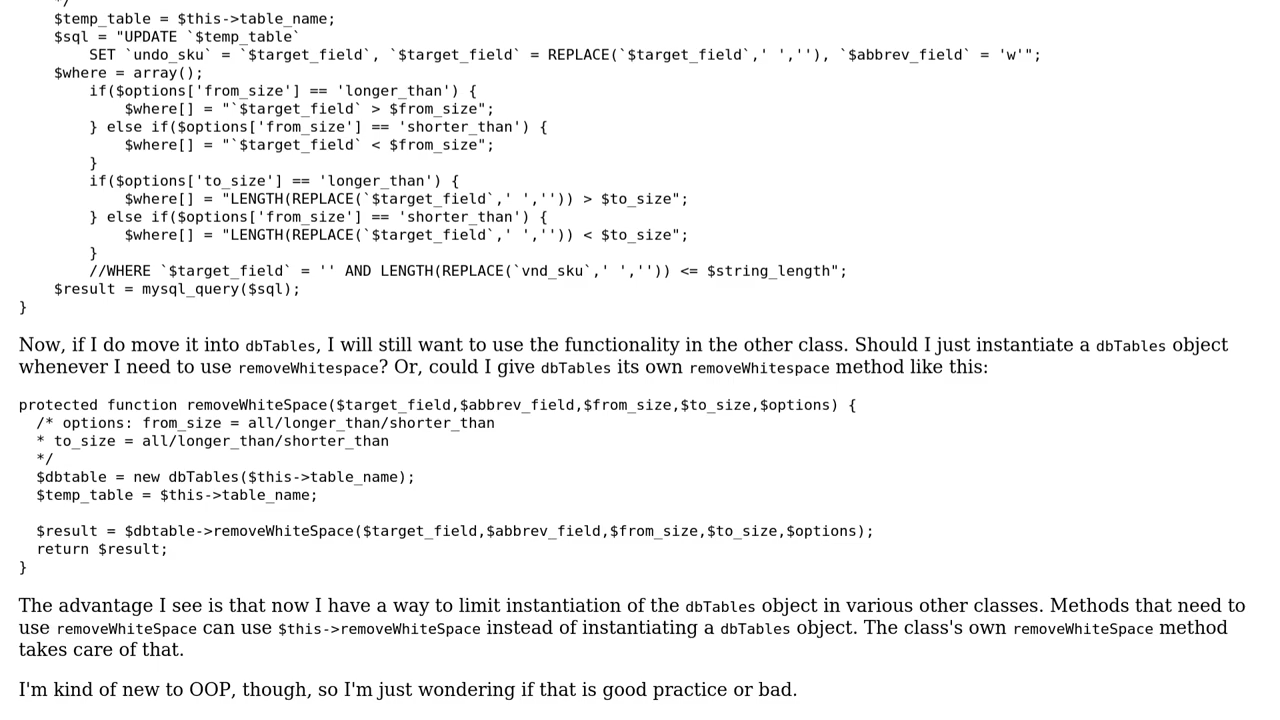 */
    $temp_table = $this->table_name;
    $sql = "UPDATE `$temp_table`
        SET `undo_sku` = `$target_field`, `$target_field` = REPLACE(`$target_field`,' ',''), `$abbrev_field` = 'w'";
    $where = array();
        if($options['from_size'] == 'longer_than') {
            $where[] = "`$target_field` > $from_size";
        } else if($options['from_size'] == 'shorter_than') {
            $where[] = "`$target_field` < $from_size";
        }
        if($options['to_size'] == 'longer_than') {
            $where[] = "LENGTH(REPLACE(`$target_field`,' ','')) > $to_size";
        } else if($options['from_size'] == 'shorter_than') {
            $where[] = "LENGTH(REPLACE(`$target_field`,' ','')) < $to_size";
        }
        //WHERE `$target_field` = '' AND LENGTH(REPLACE(`vnd_sku`,' ','')) <= $string_length";
    $result = mysql_query($sql);
}
Now, if I do move it into dbTables, I will still want to use the functionality in the other class. Should I just instantiate a dbTables object
whenever I need to use removeWhitespace? Or, could I give dbTables its own removeWhitespace method like this:
protected function removeWhiteSpace($target_field,$abbrev_field,$from_size,$to_size,$options) {
  /* options: from_size = all/longer_than/shorter_than
  * to_size = all/longer_than/shorter_than
  */
  $dbtable = new dbTables($this->table_name);
  $temp_table = $this->table_name;
  $result = $dbtable->removeWhiteSpace($target_field,$abbrev_field,$from_size,$to_size,$options);
  return $result;
}
The advantage I see is that now I have a way to limit instantiation of the dbTables object in various other classes. Methods that need to
use removeWhiteSpace can use $this->removeWhiteSpace instead of instantiating a dbTables object. The class's own removeWhiteSpace method
takes care of that.
I'm kind of new to OOP, though, so I'm just wondering if that is good practice or bad.